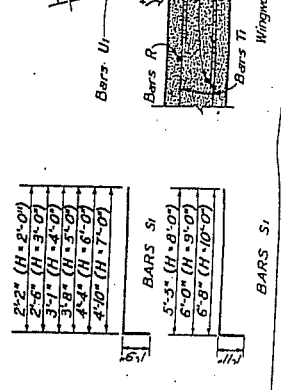 Bars U1
Bars R
Bars T1
Wingwa
2'-2" (H = 2'-0")
2'-6" (H = 3'-0")
3'-1" (H = 4'-0")
3'-8" (H = 5'-0")
4'-4" (H = 6'-0")
4'-10" (H = 7'-0")
BARS S1
5'-5" (H = 8'-0")
6'-0" (H = 9'-0")
6'-8" (H = 10'-0")
BARS S1